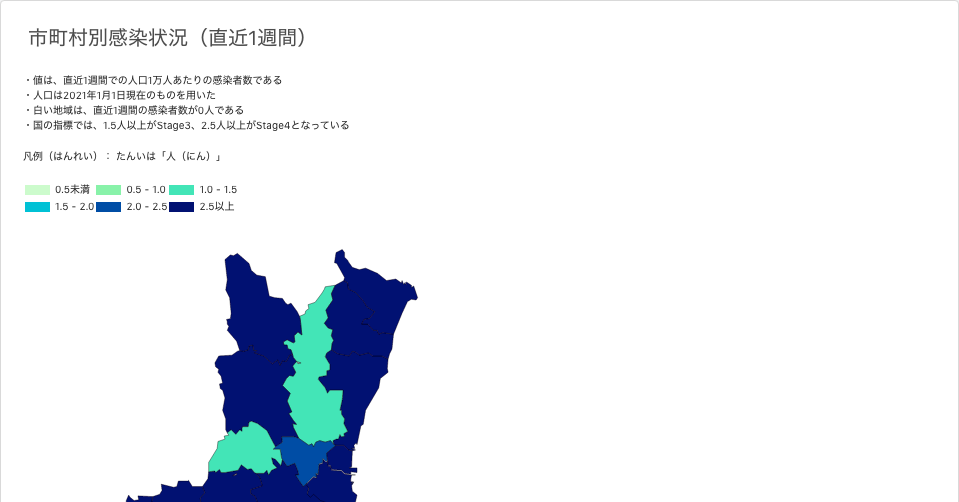 市町村別感染状況（直近1週間）
・値は、直近1週間での人口1万人あたりの感染者数である
・人口は2021年1月1日現在のものを用いた
・白い地域は、直近1週間の感染者数が0人である
・国の指標では、1.5人以上がStage3、2.5人以上がStage4となっている
凡例（はんれい）： たんいは「人（にん）」
0.5未満 0.5 - 1.0 1.0 - 1.5
1.5 - 2.0 2.0 - 2.5 2.5以上